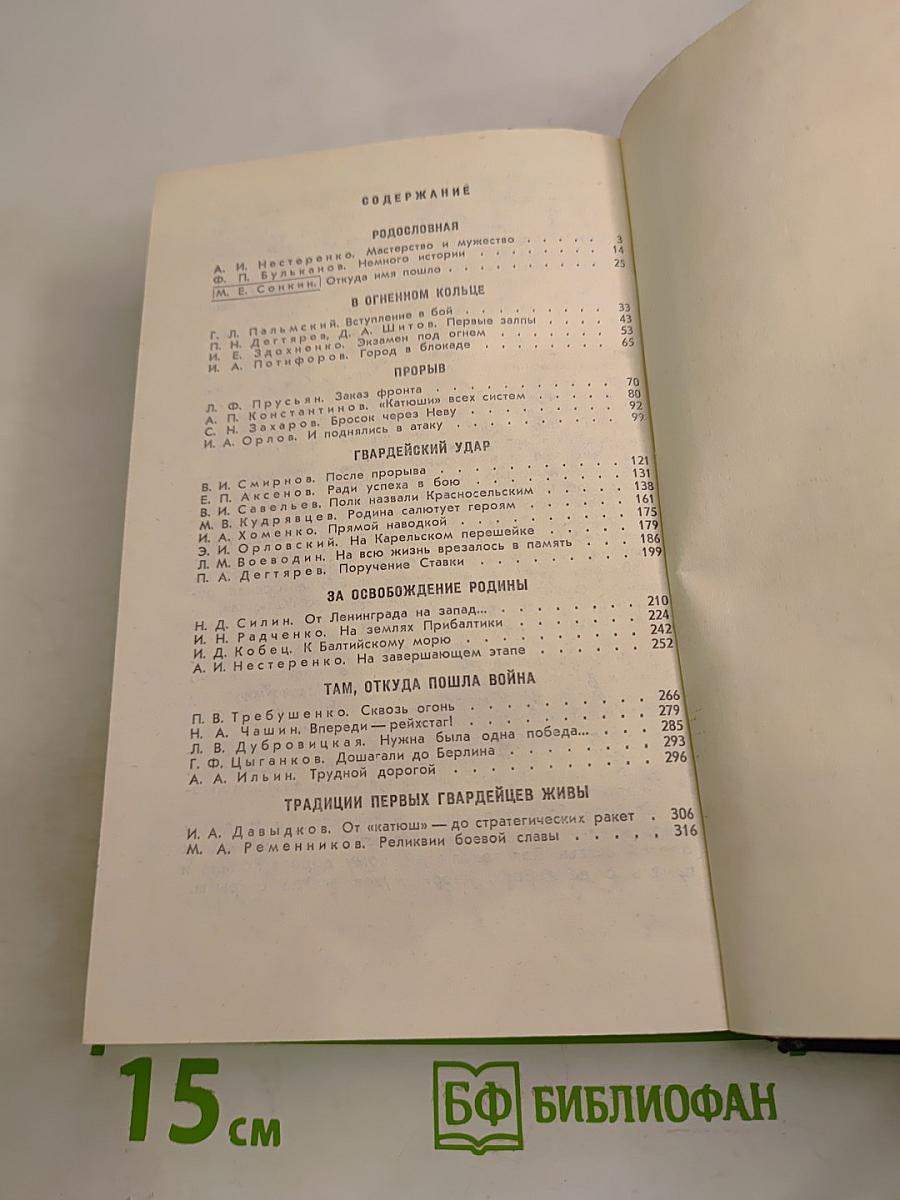 СОДЕРЖАНИЕ
РОДОСЛОВНАЯ
А. И. Нестеренко. Мастерство и мужество . . . . . 3
Ф. П. Бульканов. Немного истории . . . . . . . 14
М. Е. Сонкин. Откуда имя пошло . . . . . . . . . 25
В ОГНЕННОМ КОЛЬЦЕ
Г. Л. Пальмский. Вступление в бой . . . . . . . . 33
П. Н. Дегтярев, Д. А. Шитов. Первые залпы . . . . 43
И. Е. Здохненко. Экзамен под огнем . . . . . . . 53
И. А. Потифоров. Город в блокаде . . . . . . . . 65
ПРОРЫВ
Л. Ф. Прусьян. Заказ фронта . . . . . . . . . . 70
А. П. Константинов. «Катюши» всех систем . . . . . 80
С. Н. Захаров. Бросок через Неву . . . . . . . . 92
И. А. Орлов. И поднялись в атаку . . . . . . . . 99
ГВАРДЕЙСКИЙ УДАР
В. И. Смирнов. После прорыва . . . . . . . . . . 121
Е. П. Аксенов. Ради успеха в бою . . . . . . . . 131
В. И. Савельев. Полк назвали Красносельским . . . . 138
М. В. Кудрявцев. Родина салютует героям . . . . . . 161
И. А. Хоменко. Прямой наводкой . . . . . . . . . 175
Э. И. Орловский. На Карельском перешейке . . . . . 179
Л. М. Воеводин. На всю жизнь врезалось в память . . . 186
П. А. Дегтярев. Поручение Ставки . . . . . . . . 199
ЗА ОСВОБОЖДЕНИЕ РОДИНЫ
Н. Д. Силин. От Ленинграда на запад... . . . . . . . 210
И. Н. Радченко. На землях Прибалтики . . . . . . . 224
И. Д. Кобец. К Балтийскому морю . . . . . . . . . 242
А. И. Нестеренко. На завершающем этапе . . . . . . 252
ТАМ, ОТКУДА ПОШЛА ВОЙНА
П. В. Требушенко. Сквозь огонь . . . . . . . . . 266
Н. А. Чашин. Впереди — рейхстаг! . . . . . . . . . 279
Л. В. Дубровицкая. Нужна была одна победа... . . . 285
Г. Ф. Цыганков. Дошагали до Берлина . . . . . . . 293
А. А. Ильин. Трудной дорогой . . . . . . . . . . 296
ТРАДИЦИИ ПЕРВЫХ ГВАРДЕЙЦЕВ ЖИВЫ
И. А. Давыдков. От «катюш» — до стратегических ракет . 306
М. А. Ременников. Реликвии боевой славы . . . . . 316
15 см
БФ БИБЛИОФАН